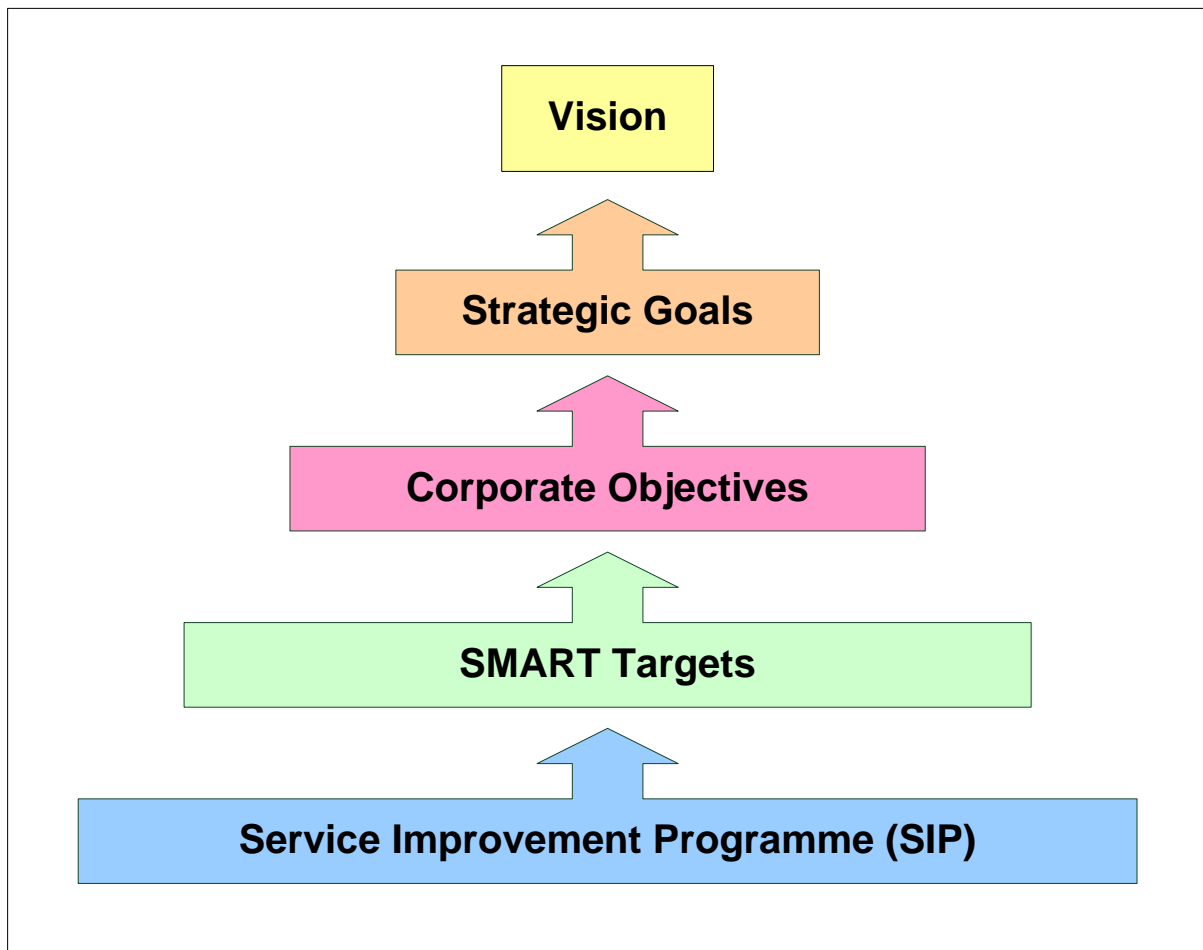 Vision
Strategic Goals
Corporate Objectives
SMART Targets
Service Improvement Programme (SIP)